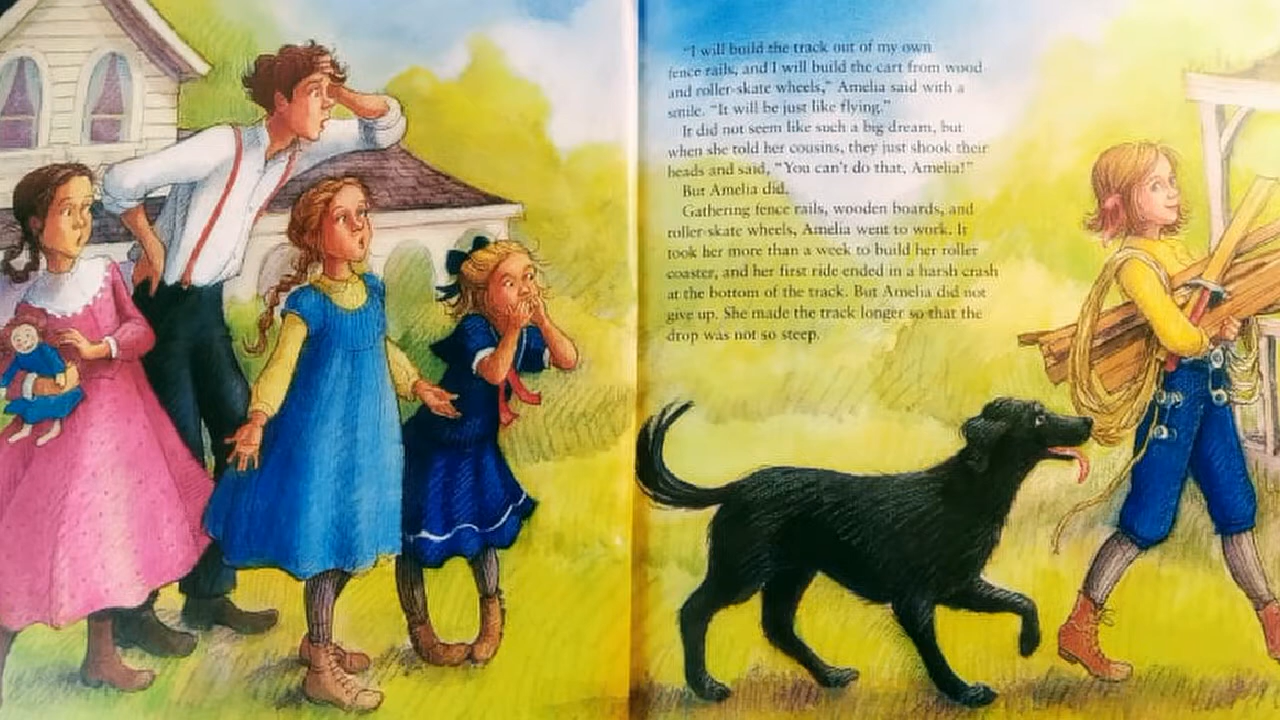 "I will build the track out of my own
fence rails, and I will build the cart from wood
and roller-skate wheels," Amelia said with a
smile. "It will be just like flying."
It did not seem like such a big dream, but
when she told her cousins, they just shook their
heads and said, "You can't do that, Amelia!"
But Amelia did.
Gathering fence rails, wooden boards, and
roller-skate wheels, Amelia went to work. It
took her more than a week to build her roller
coaster, and her first ride ended in a harsh crash
at the bottom of the track. But Amelia did not
give up. She made the track longer so that the
drop was not so steep.